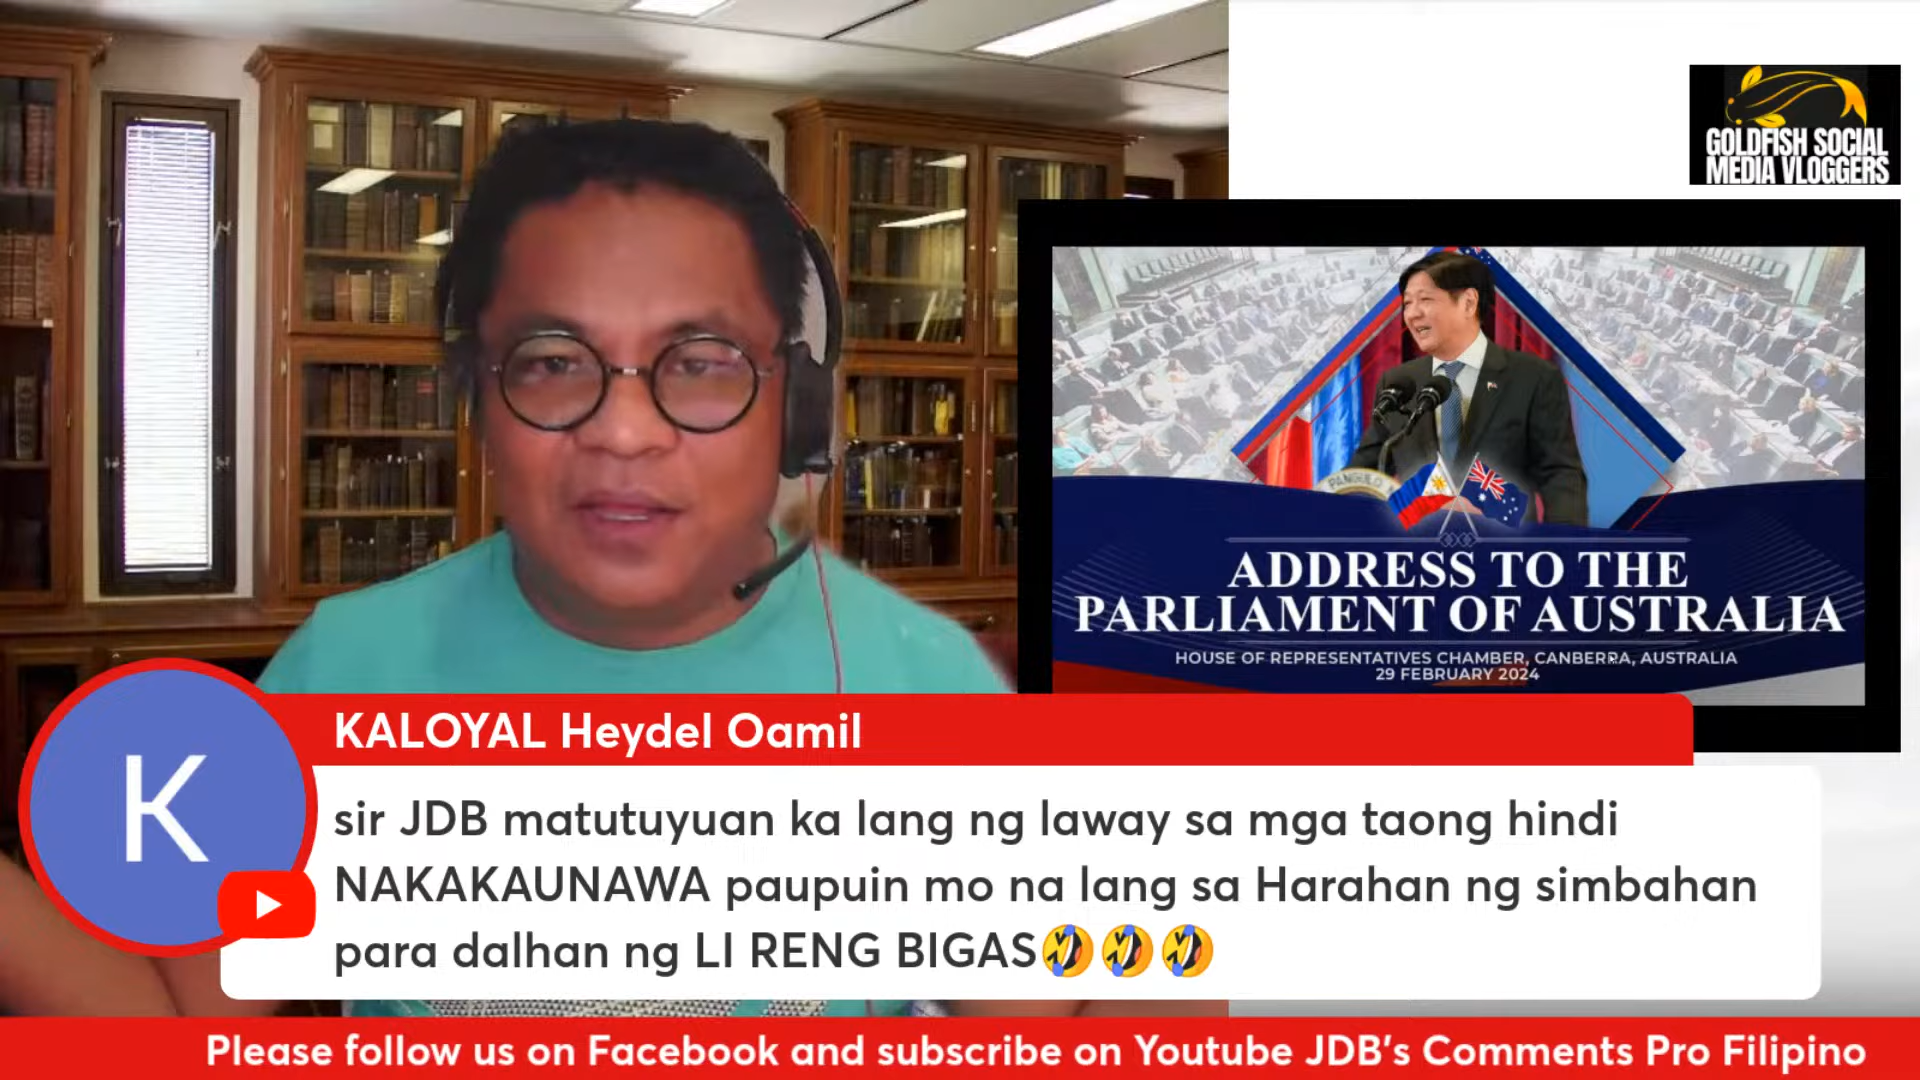 GOLDFISH SOCIAL
MEDIA VLOGGERS
PANGULO
ADDRESS TO THE
PARLIAMENT OF AUSTRALIA
HOUSE OF REPRESENTATIVES CHAMBER, CANBERRA, AUSTRALIA
29 FEBRUARY 2024
KALOYAL Heydel Oamil
K
sir JDB matutuyuan ka lang ng laway sa mga taong hindi
NAKAKAUNAWA paupuin mo na lang sa Harahan ng simbahan
para dalhan ng LI RENG BIGAS🤣🤣🤣
Please follow us on Facebook and subscribe on Youtube JDB's Comments Pro Filipino